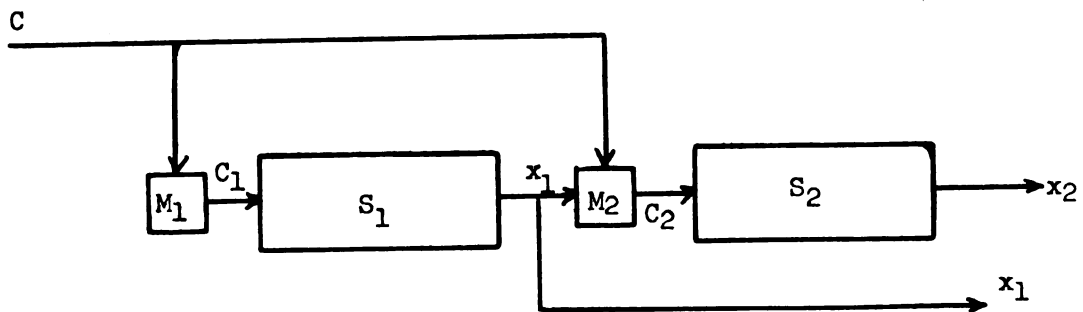 C
M₁
C₁
S₁
x₁
M₂
C₂
S₂
x₂
x₁